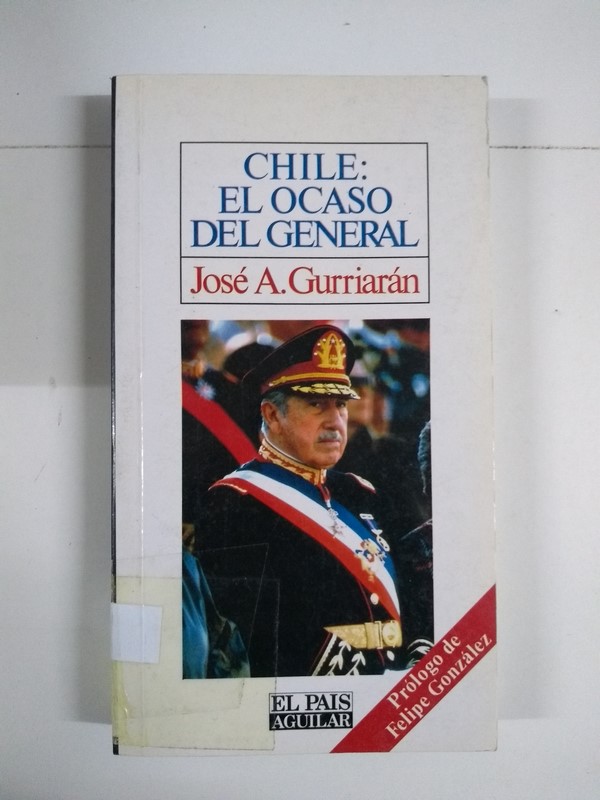 CHILE:
EL OCASO
DEL GENERAL
José A. Gurriarán
EL PAIS
AGUILAR
Prólogo de
Felipe González